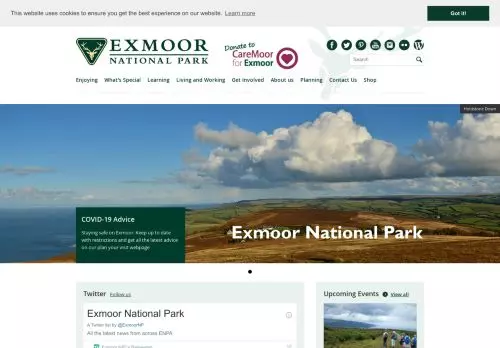 This website uses cookies to ensure you get the best experience on our website. Learn more
Got it!
EXMOOR
NATIONAL PARK
Donate to
CareMoor
for Exmoor
Search
Enjoying What's Special Learning Living and Working Get involved About us Planning Contact Us Shop
Holdstone Down
COVID-19 Advice
Staying safe on Exmoor. Keep up to date
with restrictions and get all the latest advice
on our plan your visit webpage
Exmoor National Park
Twitter Follow us
Upcoming Events View all
Exmoor National Park
A Twitter list by @ExmoorNP
All the latest news from across ENPA